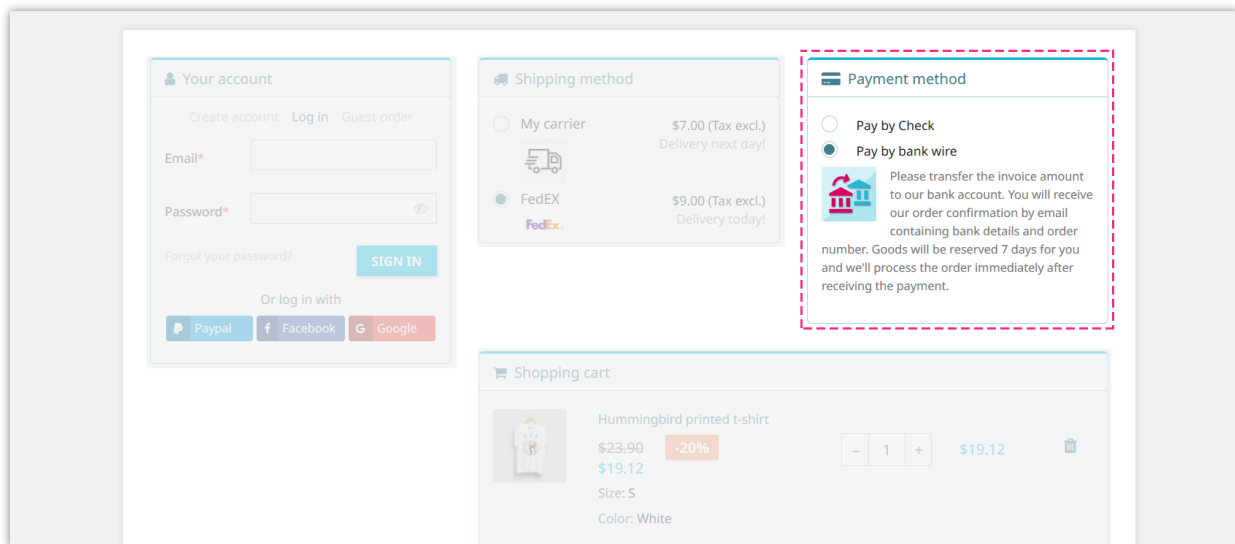 Your account
Create account Log in Guest order
Email*
Password*
Forgot your password?
SIGN IN
Or log in with
Paypal
Facebook
Google
Shipping method
My carrier
$7.00 (Tax excl.)
Delivery next day!
FedEX
$9.00 (Tax excl.)
Delivery today!
FedEx
Payment method
Pay by Check
Pay by bank wire
Please transfer the invoice amount
to our bank account. You will receive
our order confirmation by email
containing bank details and order
number. Goods will be reserved 7 days for you
and we'll process the order immediately after
receiving the payment.
Shopping cart
Hummingbird printed t-shirt
$23.90 -20%
$19.12
Size: S
Color: White
– 1 +
$19.12